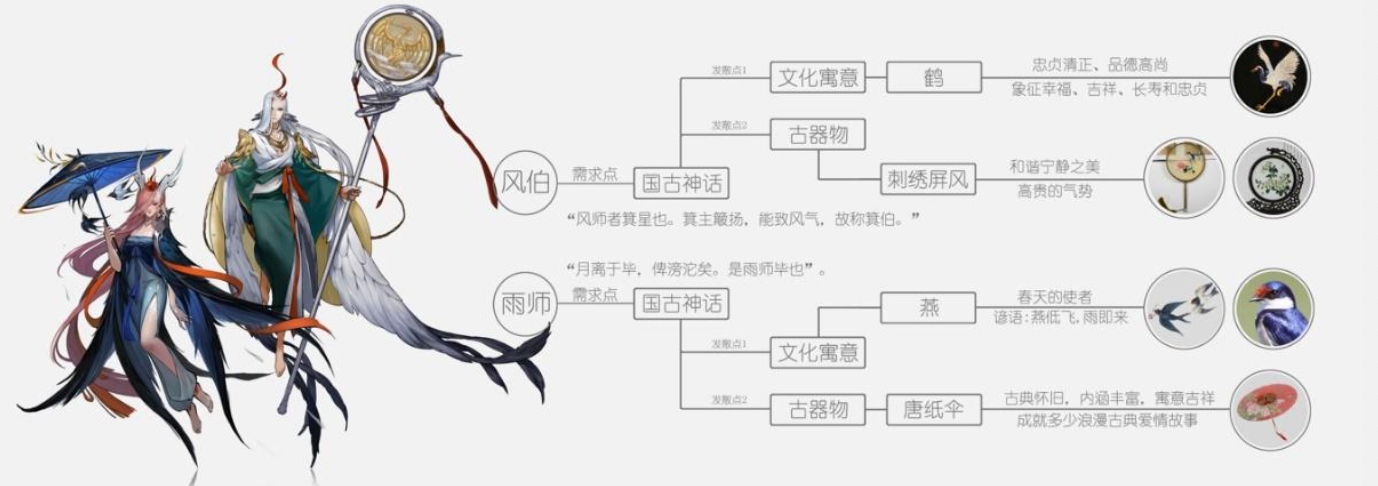 发散点1
文化寓意
鹤
忠贞清正、品德高尚
象征幸福、吉祥、长寿和忠贞
发散点2
古器物
风伯
需求点
国古神话
刺绣屏风
和谐宁静之美
高贵的气势
“风师者箕星也。箕主簸扬，能致风气，故称箕伯。”
“月离于毕，俾滂沱矣。是雨师毕也”。
雨师
需求点
国古神话
燕
春天的使者
谚语:燕低飞,雨即来
发散点1
文化寓意
发散点2
古器物
唐纸伞
古典怀旧，内涵丰富，寓意吉祥
成就多少浪漫古典爱情故事